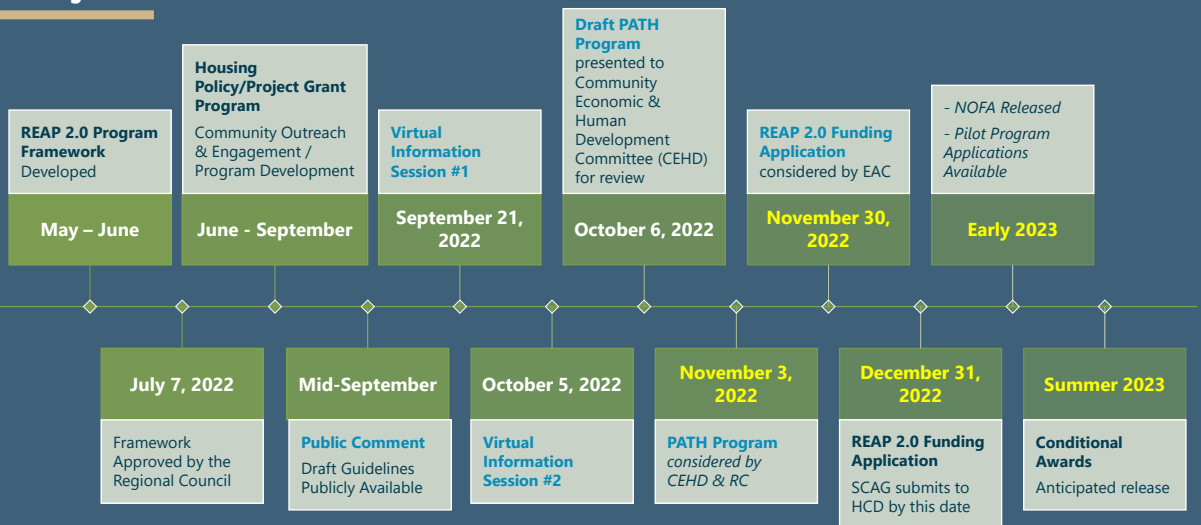 REAP 2.0 Program
Framework
Developed
May – June
Housing
Policy/Project Grant
Program
Community Outreach
& Engagement /
Program Development
June - September
Virtual
Information
Session #1
September 21,
2022
Draft PATH
Program
presented to
Community
Economic &
Human
Development
Committee (CEHD)
for review
October 6, 2022
REAP 2.0 Funding
Application
considered by EAC
November 30,
2022
- NOFA Released
- Pilot Program
Applications
Available
Early 2023
July 7, 2022
Framework
Approved by the
Regional Council
Mid-September
Public Comment
Draft Guidelines
Publicly Available
October 5, 2022
Virtual
Information
Session #2
November 3,
2022
PATH Program
considered by
CEHD & RC
December 31,
2022
REAP 2.0 Funding
Application
SCAG submits to
HCD by this date
Summer 2023
Conditional
Awards
Anticipated release